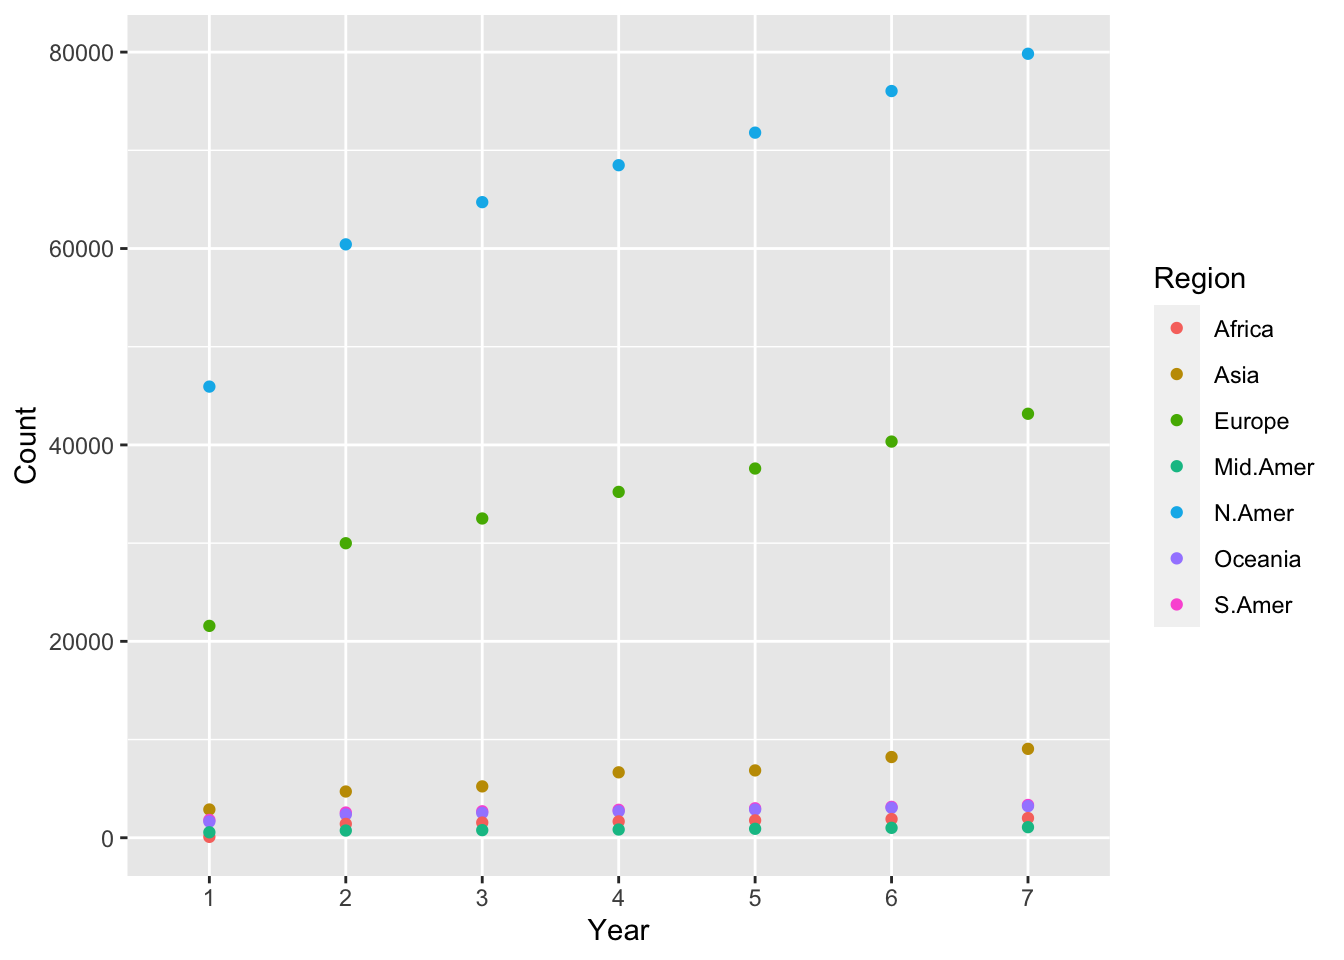 80000
60000
40000
20000
0
Count
1 2 3 4 5 6 7
Year
Region
Africa
Asia
Europe
Mid.Amer
N.Amer
Oceania
S.Amer